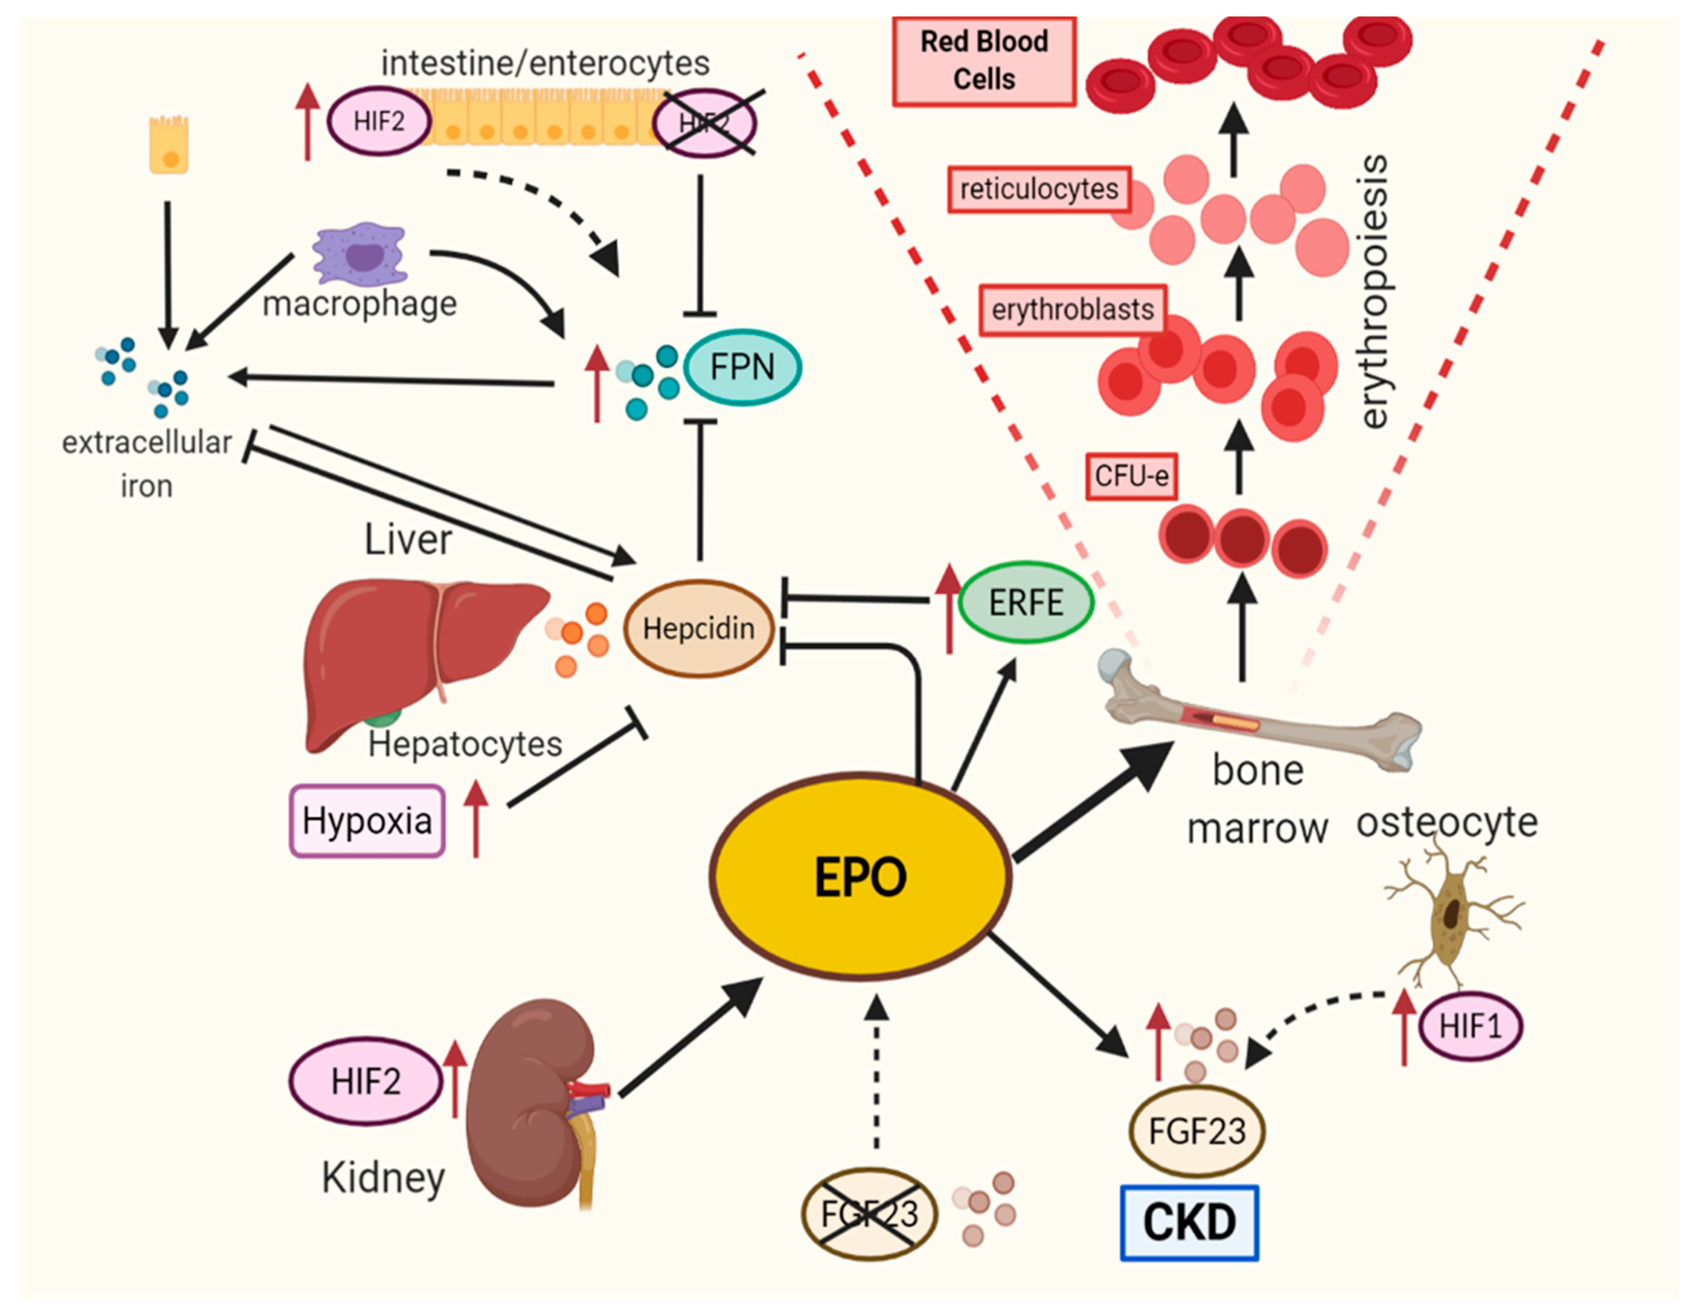 intestine/enterocytes
HIF2
HIF2
macrophage
FPN
extracellular
iron
Liver
Hepcidin
Hepatocytes
Hypoxia
ERFE
Red Blood
Cells
reticulocytes
erythroblasts
CFU-e
erythropoiesis
bone
marrow
osteocyte
HIF1
EPO
HIF2
Kidney
FGF23
FGF23
CKD